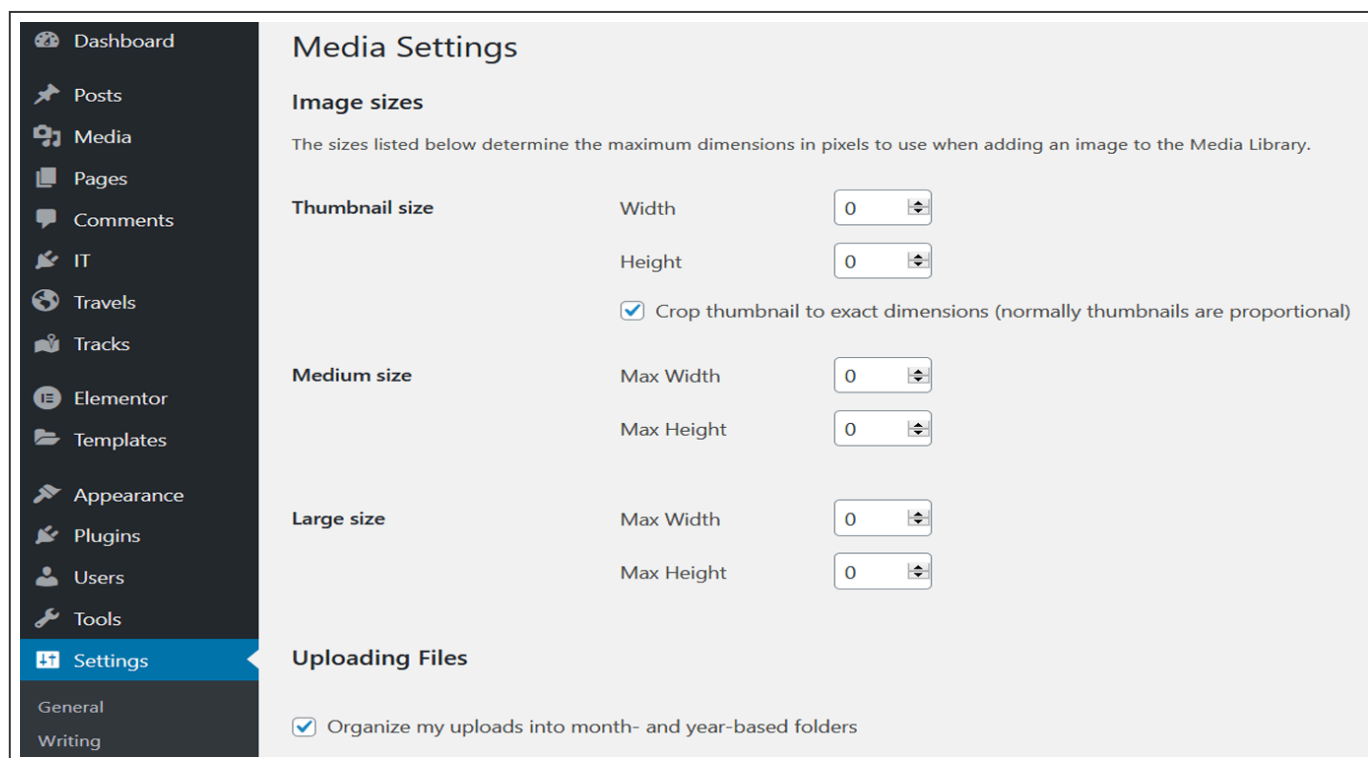 Dashboard
Posts
Media
Pages
Comments
IT
Travels
Tracks
Elementor
Templates
Appearance
Plugins
Users
Tools
Settings
General
Writing
Media Settings
Image sizes
The sizes listed below determine the maximum dimensions in pixels to use when adding an image to the Media Library.
Thumbnail size Width 0
Height 0
Crop thumbnail to exact dimensions (normally thumbnails are proportional)
Medium size Max Width 0
Max Height 0
Large size Max Width 0
Max Height 0
Uploading Files
Organize my uploads into month- and year-based folders